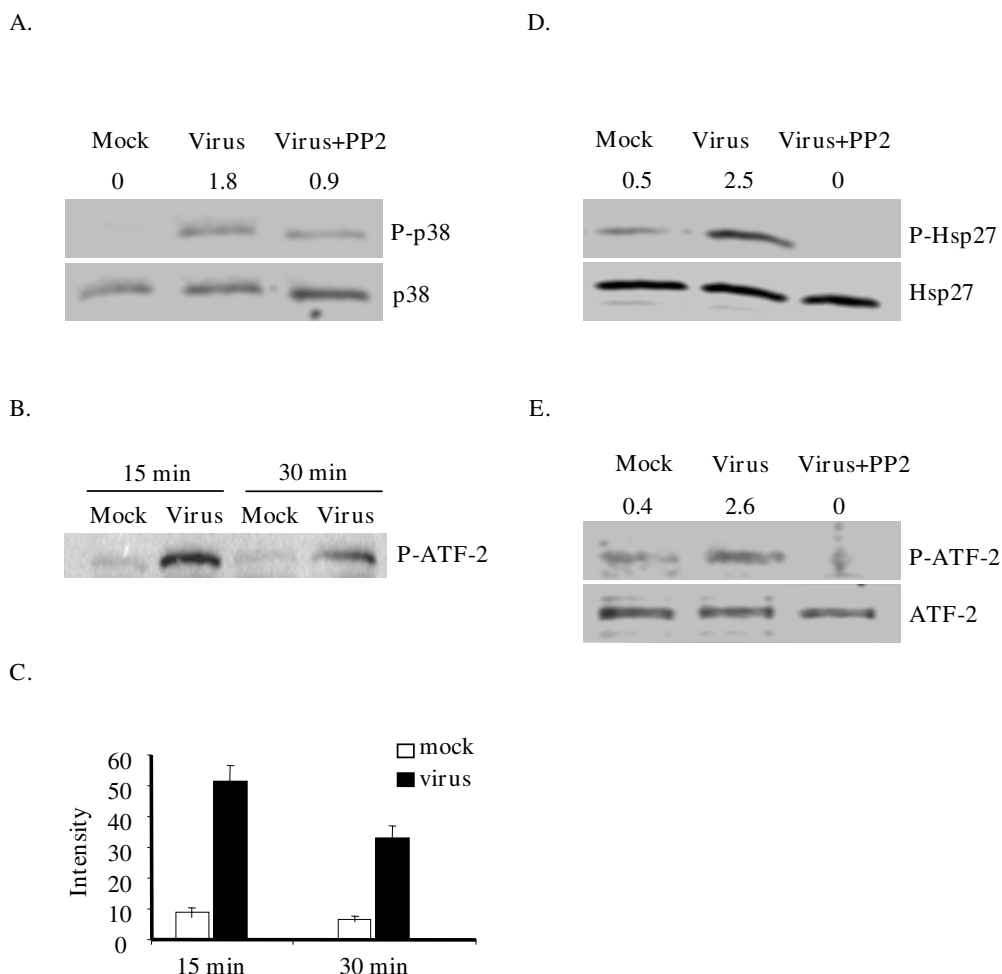 A.
Mock Virus Virus+PP2
0 1.8 0.9
P-p38
p38
B.
15 min 30 min
Mock Virus Mock Virus
P-ATF-2
C.
mock
virus
60
50
40
30
20
10
0
Intensity
15 min 30 min
D.
Mock Virus Virus+PP2
0.5 2.5 0
P-Hsp27
Hsp27
E.
Mock Virus Virus+PP2
0.4 2.6 0
P-ATF-2
ATF-2